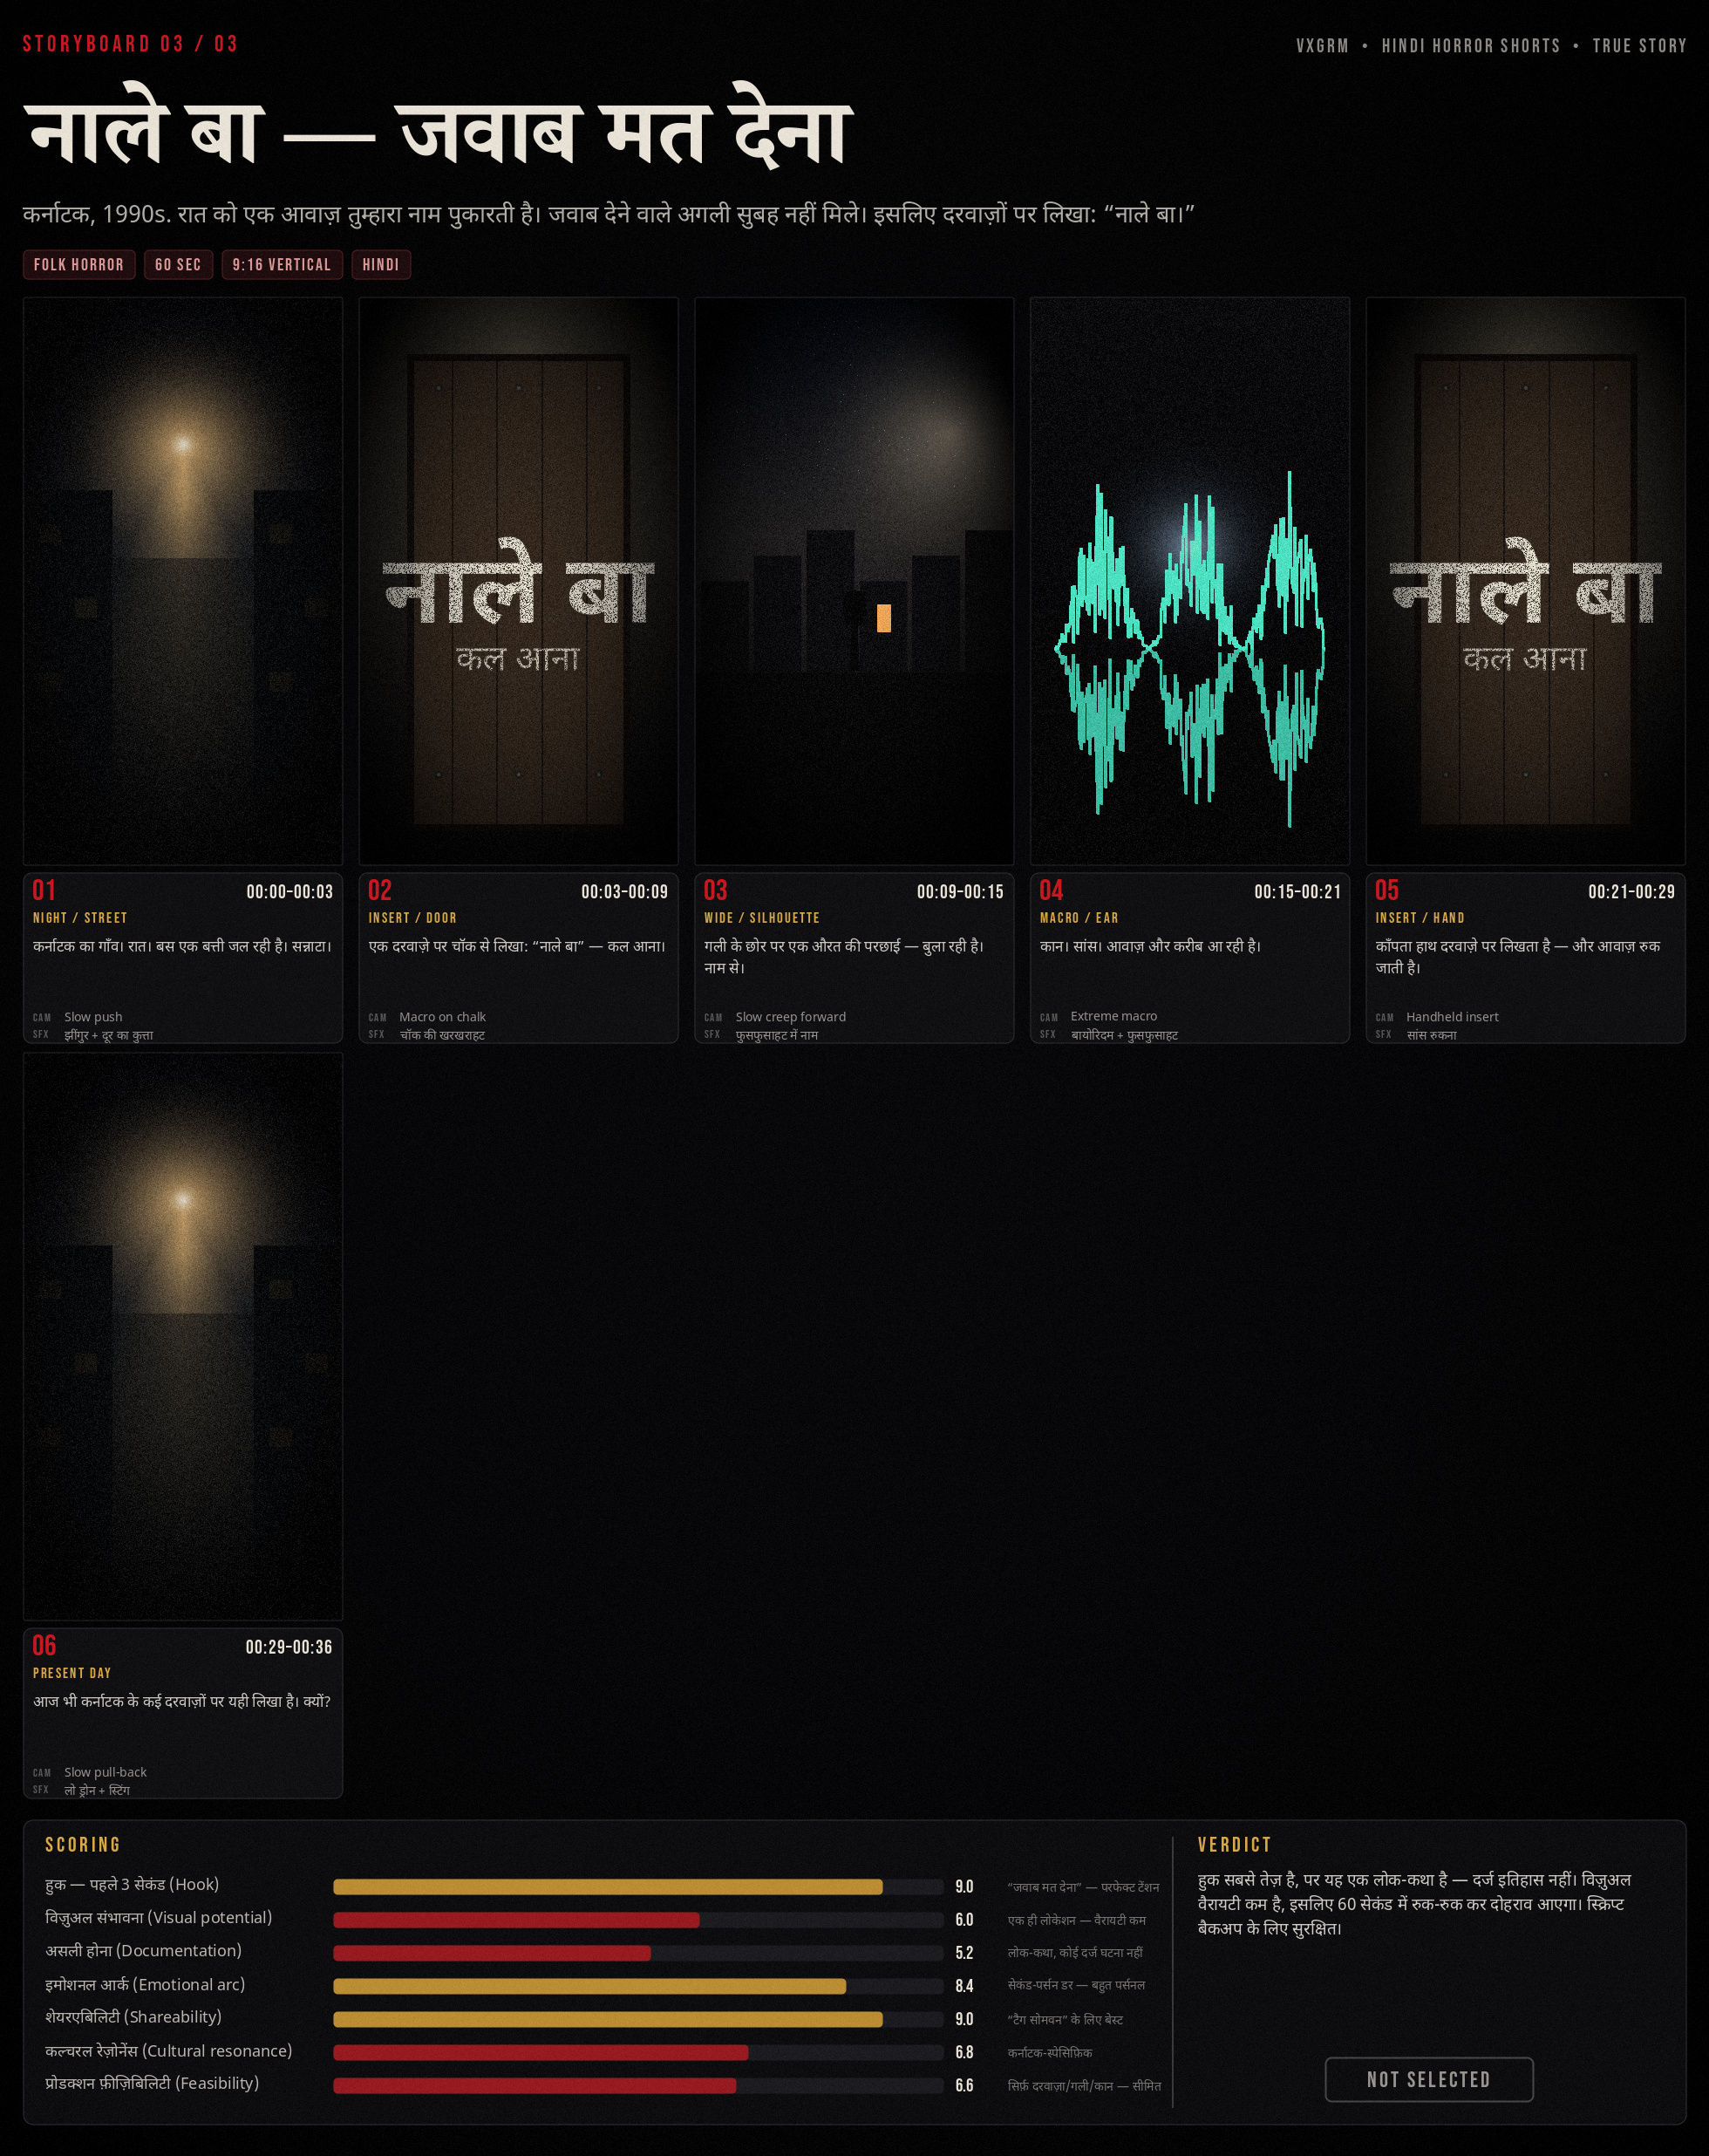 STORYBOARD 03 / 03
VXGRM • HINDI HORROR SHORTS • TRUE STORY
नाले बा — जवाब मत देना
कर्नाटक, 1990s. रात को एक आवाज़ तुम्हारा नाम पुकारती है। जवाब देने वाले अगली सुबह नहीं मिले। इसलिए दरवाज़ों पर लिखा: “नाले बा।”
FOLK HORROR
60 SEC
9:16 VERTICAL
HINDI
नाले बा
कल आना
नाले बा
कल आना
01 00:00–00:03
NIGHT / STREET
कर्नाटक का गाँव। रात। बस एक बत्ती जल रही है। सन्नाटा।
CAM Slow push
SFX झींगुर + दूर का कुत्ता
02 00:03–00:09
INSERT / DOOR
एक दरवाज़े पर चॉक से लिखा: “नाले बा” — कल आना।
CAM Macro on chalk
SFX चॉक की खरखराहट
03 00:09–00:15
WIDE / SILHOUETTE
गली के छोर पर एक औरत की परछाई — बुला रही है।
नाम से।
CAM Slow creep forward
SFX फुसफुसाहट में नाम
04 00:15–00:21
MACRO / EAR
कान। सांस। आवाज़ और करीब आ रही है।
CAM Extreme macro
SFX बायोरिदम + फुसफुसाहट
05 00:21–00:29
INSERT / HAND
काँपता हाथ दरवाज़े पर लिखता है — और आवाज़ रुक
जाती है।
CAM Handheld insert
SFX सांस रुकना
06 00:29–00:36
PRESENT DAY
आज भी कर्नाटक के कई दरवाज़ों पर यही लिखा है। क्यों?
CAM Slow pull-back
SFX लो ड्रोन + स्टिंग
SCORING
हुक — पहले 3 सेकंड (Hook) 9.0 “जवाब मत देना” — परफेक्ट टेंशन
विज़ुअल संभावना (Visual potential) 6.0 एक ही लोकेशन — वैरायटी कम
असली होना (Documentation) 5.2 लोक-कथा, कोई दर्ज घटना नहीं
इमोशनल आर्क (Emotional arc) 8.4 सेकंड-पर्सन डर — बहुत पर्सनल
शेयरएबिलिटी (Shareability) 9.0 “टैग सोमवन” के लिए बेस्ट
कल्चरल रेज़ोनेंस (Cultural resonance) 6.8 कर्नाटक-स्पेसिफ़िक
प्रोडक्शन फ़ीज़िबिलिटी (Feasibility) 6.6 सिर्फ़ दरवाज़ा/गली/कान — सीमित
VERDICT
हुक सबसे तेज़ है, पर यह एक लोक-कथा है — दर्ज इतिहास नहीं। विज़ुअल
वैरायटी कम है, इसलिए 60 सेकंड में रुक-रुक कर दोहराव आएगा। स्क्रिप्ट
बैकअप के लिए सुरक्षित।
NOT SELECTED